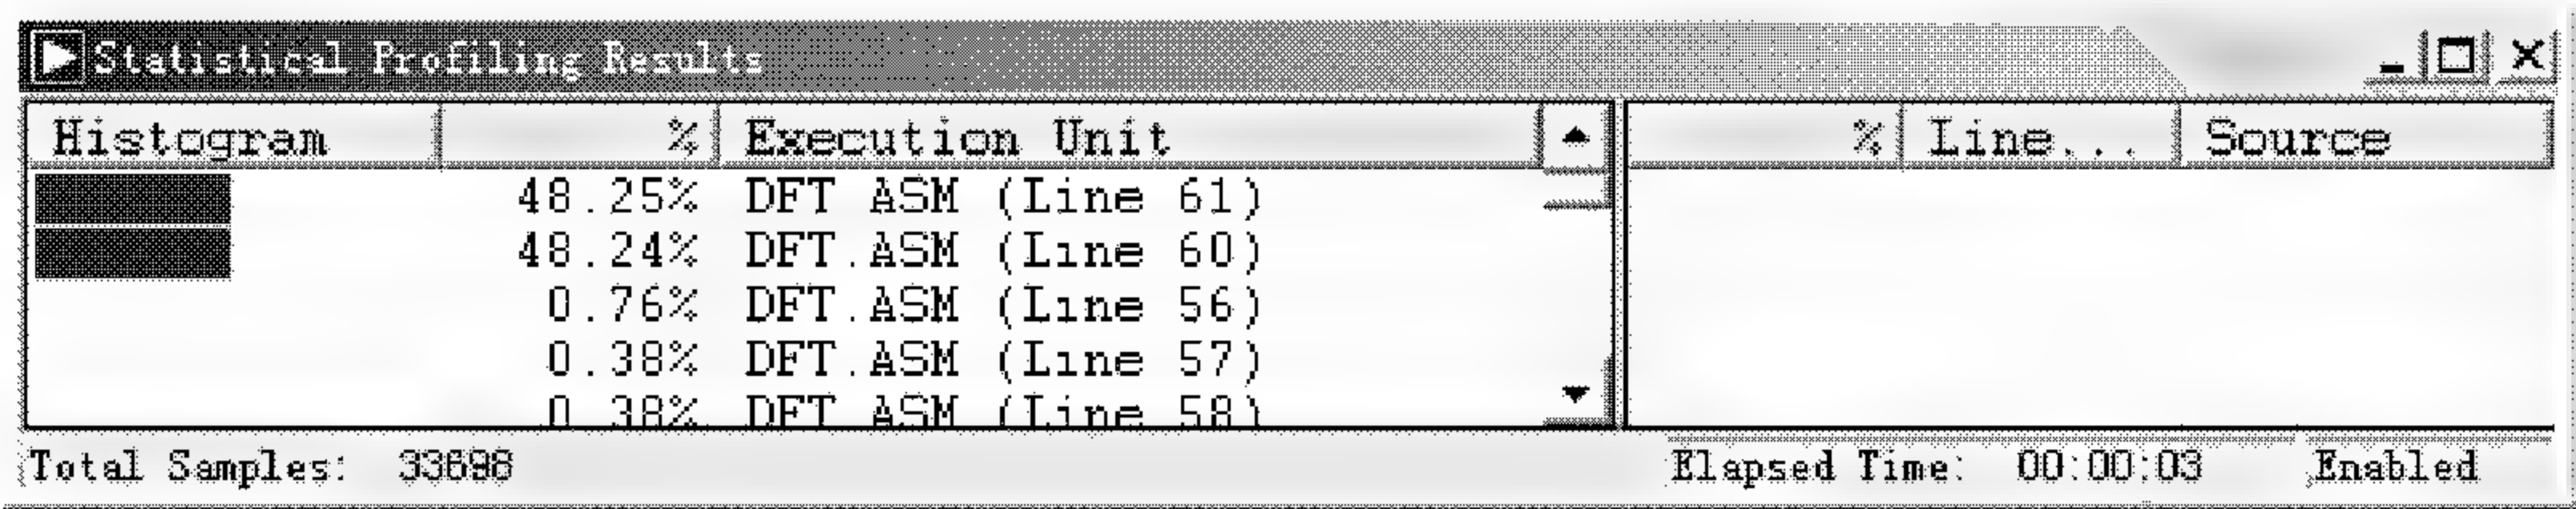 Statistical Profiling Results
Histogram % Execution Unit % Line... Source
48.25% DFT.ASM (Line 61)
48.24% DFT.ASM (Line 60)
0.76% DFT.ASM (Line 56)
0.38% DFT.ASM (Line 57)
0.38% DFT.ASM (Line 58)
Total Samples: Elapsed Time: 00:00:03 Enabled